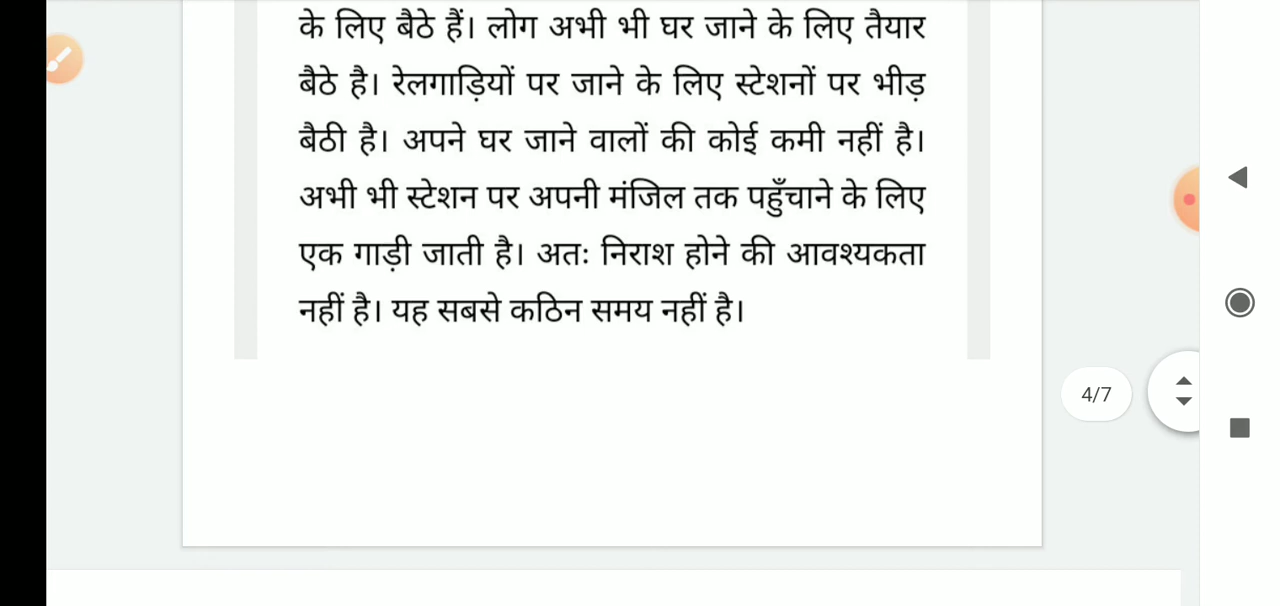 के लिए बैठे हैं। लोग अभी भी घर जाने के लिए तैयार
बैठे है। रेलगाड़ियों पर जाने के लिए स्टेशनों पर भीड़
बैठी है। अपने घर जाने वालों की कोई कमी नहीं है।
अभी भी स्टेशन पर अपनी मंजिल तक पहुँचाने के लिए
एक गाड़ी जाती है। अतः निराश होने की आवश्यकता
नहीं है। यह सबसे कठिन समय नहीं है।
4/7